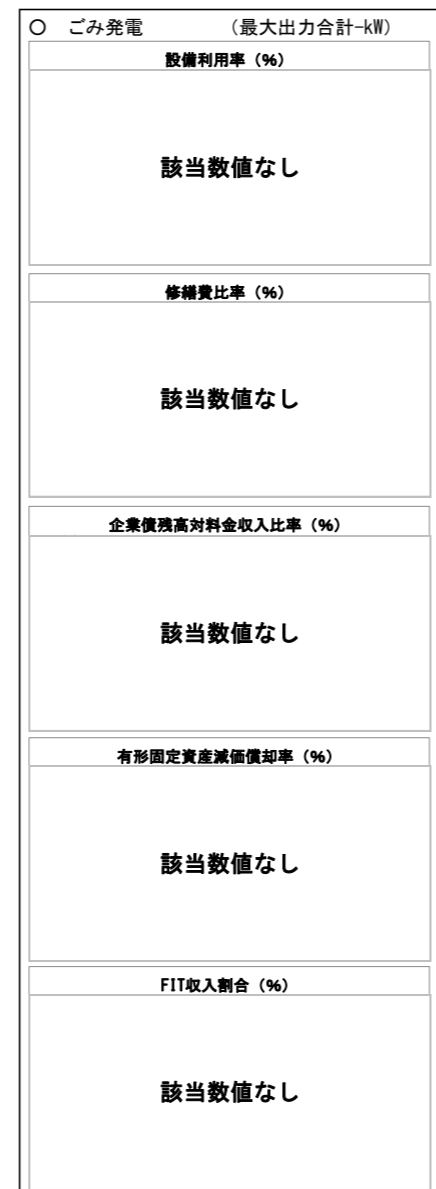 ○ ごみ発電 （最大出力合計-kW）
設備利用率（%）
該当数値なし
修繕費比率（%）
該当数値なし
企業債残高対料金収入比率（%）
該当数値なし
有形固定資産減価償却率（%）
該当数値なし
FIT収入割合（%）
該当数値なし